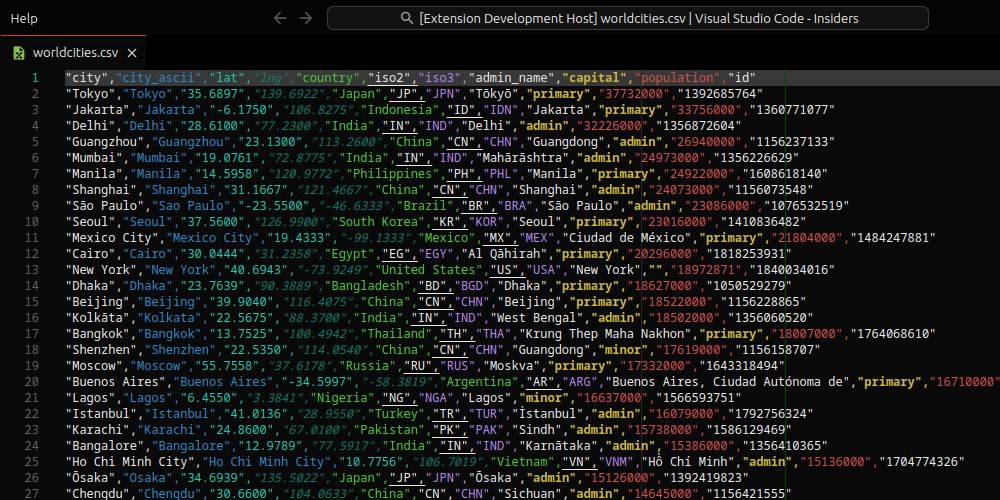 Help
[Extension Development Host] worldcities.csv | Visual Studio Code - Insiders
worldcities.csv
1 "city","city_ascii","lat","lng","country","iso2","iso3","admin_name","capital","population","id"
2 "Tokyo","Tokyo","35.6897","139.6922","Japan","JP","JPN","Tōkyō","primary","37732000","1392685764
3 "Jakarta","Jakarta","-6.1750","106.8275","Indonesia","ID","IDN","Jakarta","primary","33756000","1360771077
4 "Delhi","Delhi","28.6100","77.2300","India","IN","IND","Delhi","admin","32226000","1356872604
5 "Guangzhou","Guangzhou","23.1300","113.2600","China","CN","CHN","Guangdong","admin","26940000","1156237133
6 "Mumbai","Mumbai","19.0761","72.8775","India","IN","IND","Mahārāshtra","admin","24973000","1356226629
7 "Manila","Manila","14.5958","120.9772","Philippines","PH","PHL","Manila","primary","24922000","1608618140
8 "Shanghai","Shanghai","31.1667","121.4667","China","CN","CHN","Shanghai","admin","24073000","1156073548
9 "São Paulo","Sao Paulo","-23.5500","-46.6333","Brazil","BR","BRA","São Paulo","admin","23086000","1076532519
10 "Seoul","Seoul","37.5600","126.9900","South Korea","KR","KOR","Seoul","primary","23016000","1410836482
11 "Mexico City","Mexico City","19.4333","-99.1333","Mexico","MX","MEX","Ciudad de México","primary","21804000","1484247881
12 "Cairo","Cairo","30.0444","31.2358","Egypt","EG","EGY","Al Qāhirah","primary","20296000","1818253931
13 "New York","New York","40.6943","-73.9249","United States","US","USA","New York","","18972871","1840034016
14 "Dhaka","Dhaka","23.7639","90.3889","Bangladesh","BD","BGD","Dhaka","primary","18627000","1050529279
15 "Beijing","Beijing","39.9040","116.4075","China","CN","CHN","Beijing","primary","18522000","1156228865
16 "Kolkāta","Kolkata","22.5675","88.3700","India","IN","IND","West Bengal","admin","18502000","1356060520
17 "Bangkok","Bangkok","13.7525","100.4942","Thailand","TH","THA","Krung Thep Maha Nakhon","primary","18007000","1764068610
18 "Shenzhen","Shenzhen","22.5350","114.0540","China","CN","CHN","Guangdong","minor","17619000","1156158707
19 "Moscow","Moscow","55.7558","37.6178","Russia","RU","RUS","Moskva","primary","17332000","1643318494
20 "Buenos Aires","Buenos Aires","-34.5997","-58.3819","Argentina","AR","ARG","Buenos Aires, Ciudad Autónoma de","primary","16710000"
21 "Lagos","Lagos","6.4550","3.3841","Nigeria","NG","NGA","Lagos","minor","16637000","1566593751
22 "Istanbul","Istanbul","41.0136","28.9550","Turkey","TR","TUR","İstanbul","admin","16079000","1792756324
23 "Karachi","Karachi","24.8600","67.0100","Pakistan","PK","PAK","Sindh","admin","15738000","1586129469
24 "Bangalore","Bangalore","12.9789","77.5917","India","IN","IND","Karnātaka","admin","15386000","1356410365
25 "Ho Chi Minh City","Ho Chi Minh City","10.7756","106.7019","Vietnam","VN","VNM","Hồ Chí Minh","admin","15136000","1704774326
26 "Ōsaka","Osaka","34.6939","135.5022","Japan","JP","JPN","Ōsaka","admin","15126000","1392419823
"Chengdu","Chengdu","30.6600","104.0633","China","CN","CHN","Sichuan","admin","14645000","1156421555